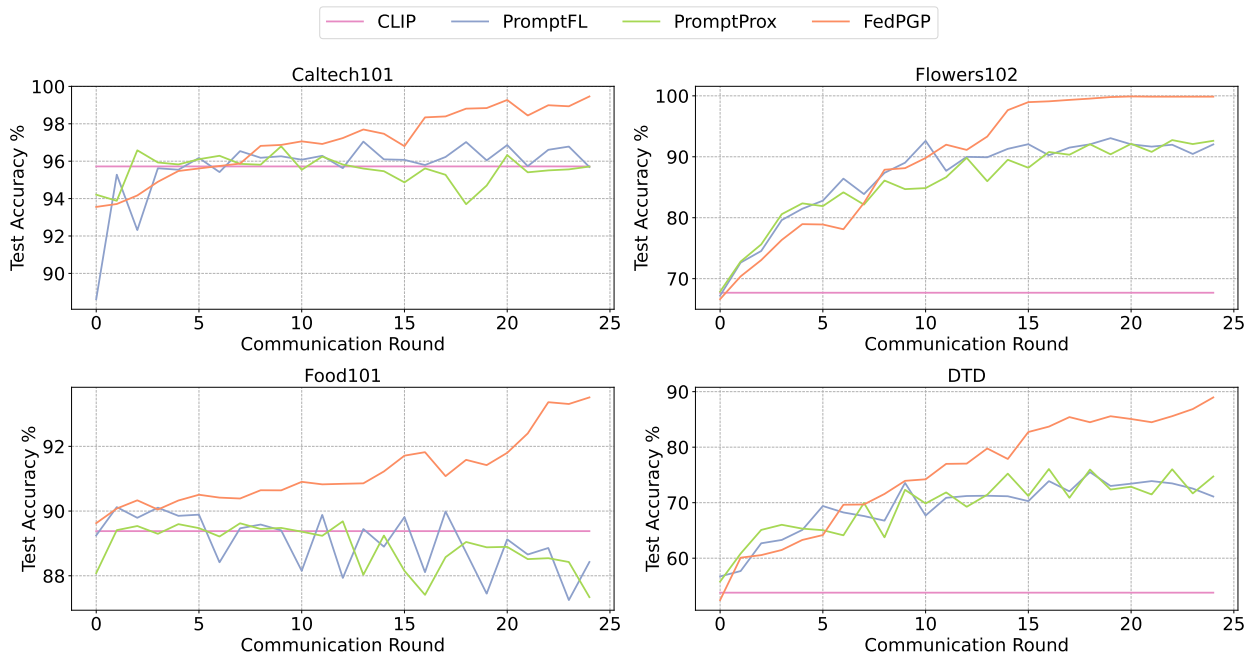 CLIP PromptFL PromptProx FedPGP
Caltech101
Test Accuracy %
100
98
96
94
92
90
0 5 10 15 20 25
Communication Round
Flowers102
Test Accuracy %
100
90
80
70
0 5 10 15 20 25
Communication Round
Food101
Test Accuracy %
92
90
88
0 5 10 15 20 25
Communication Round
DTD
Test Accuracy %
90
80
70
60
0 5 10 15 20 25
Communication Round